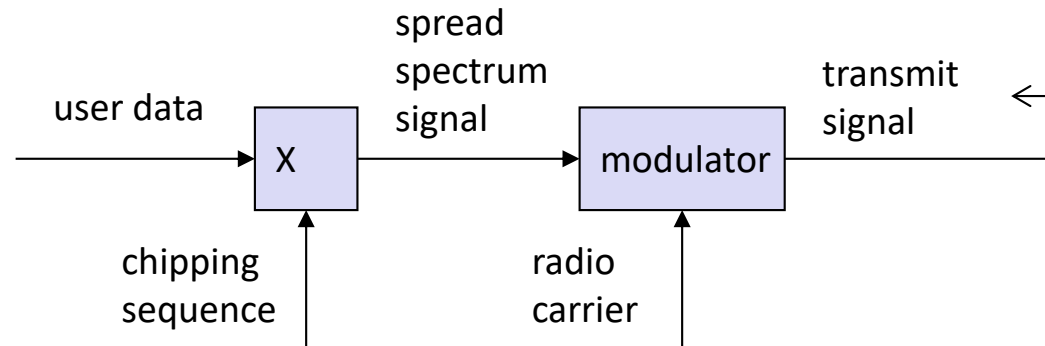 user data
X
spread
spectrum
signal
modulator
transmit
signal
chipping
sequence
radio
carrier